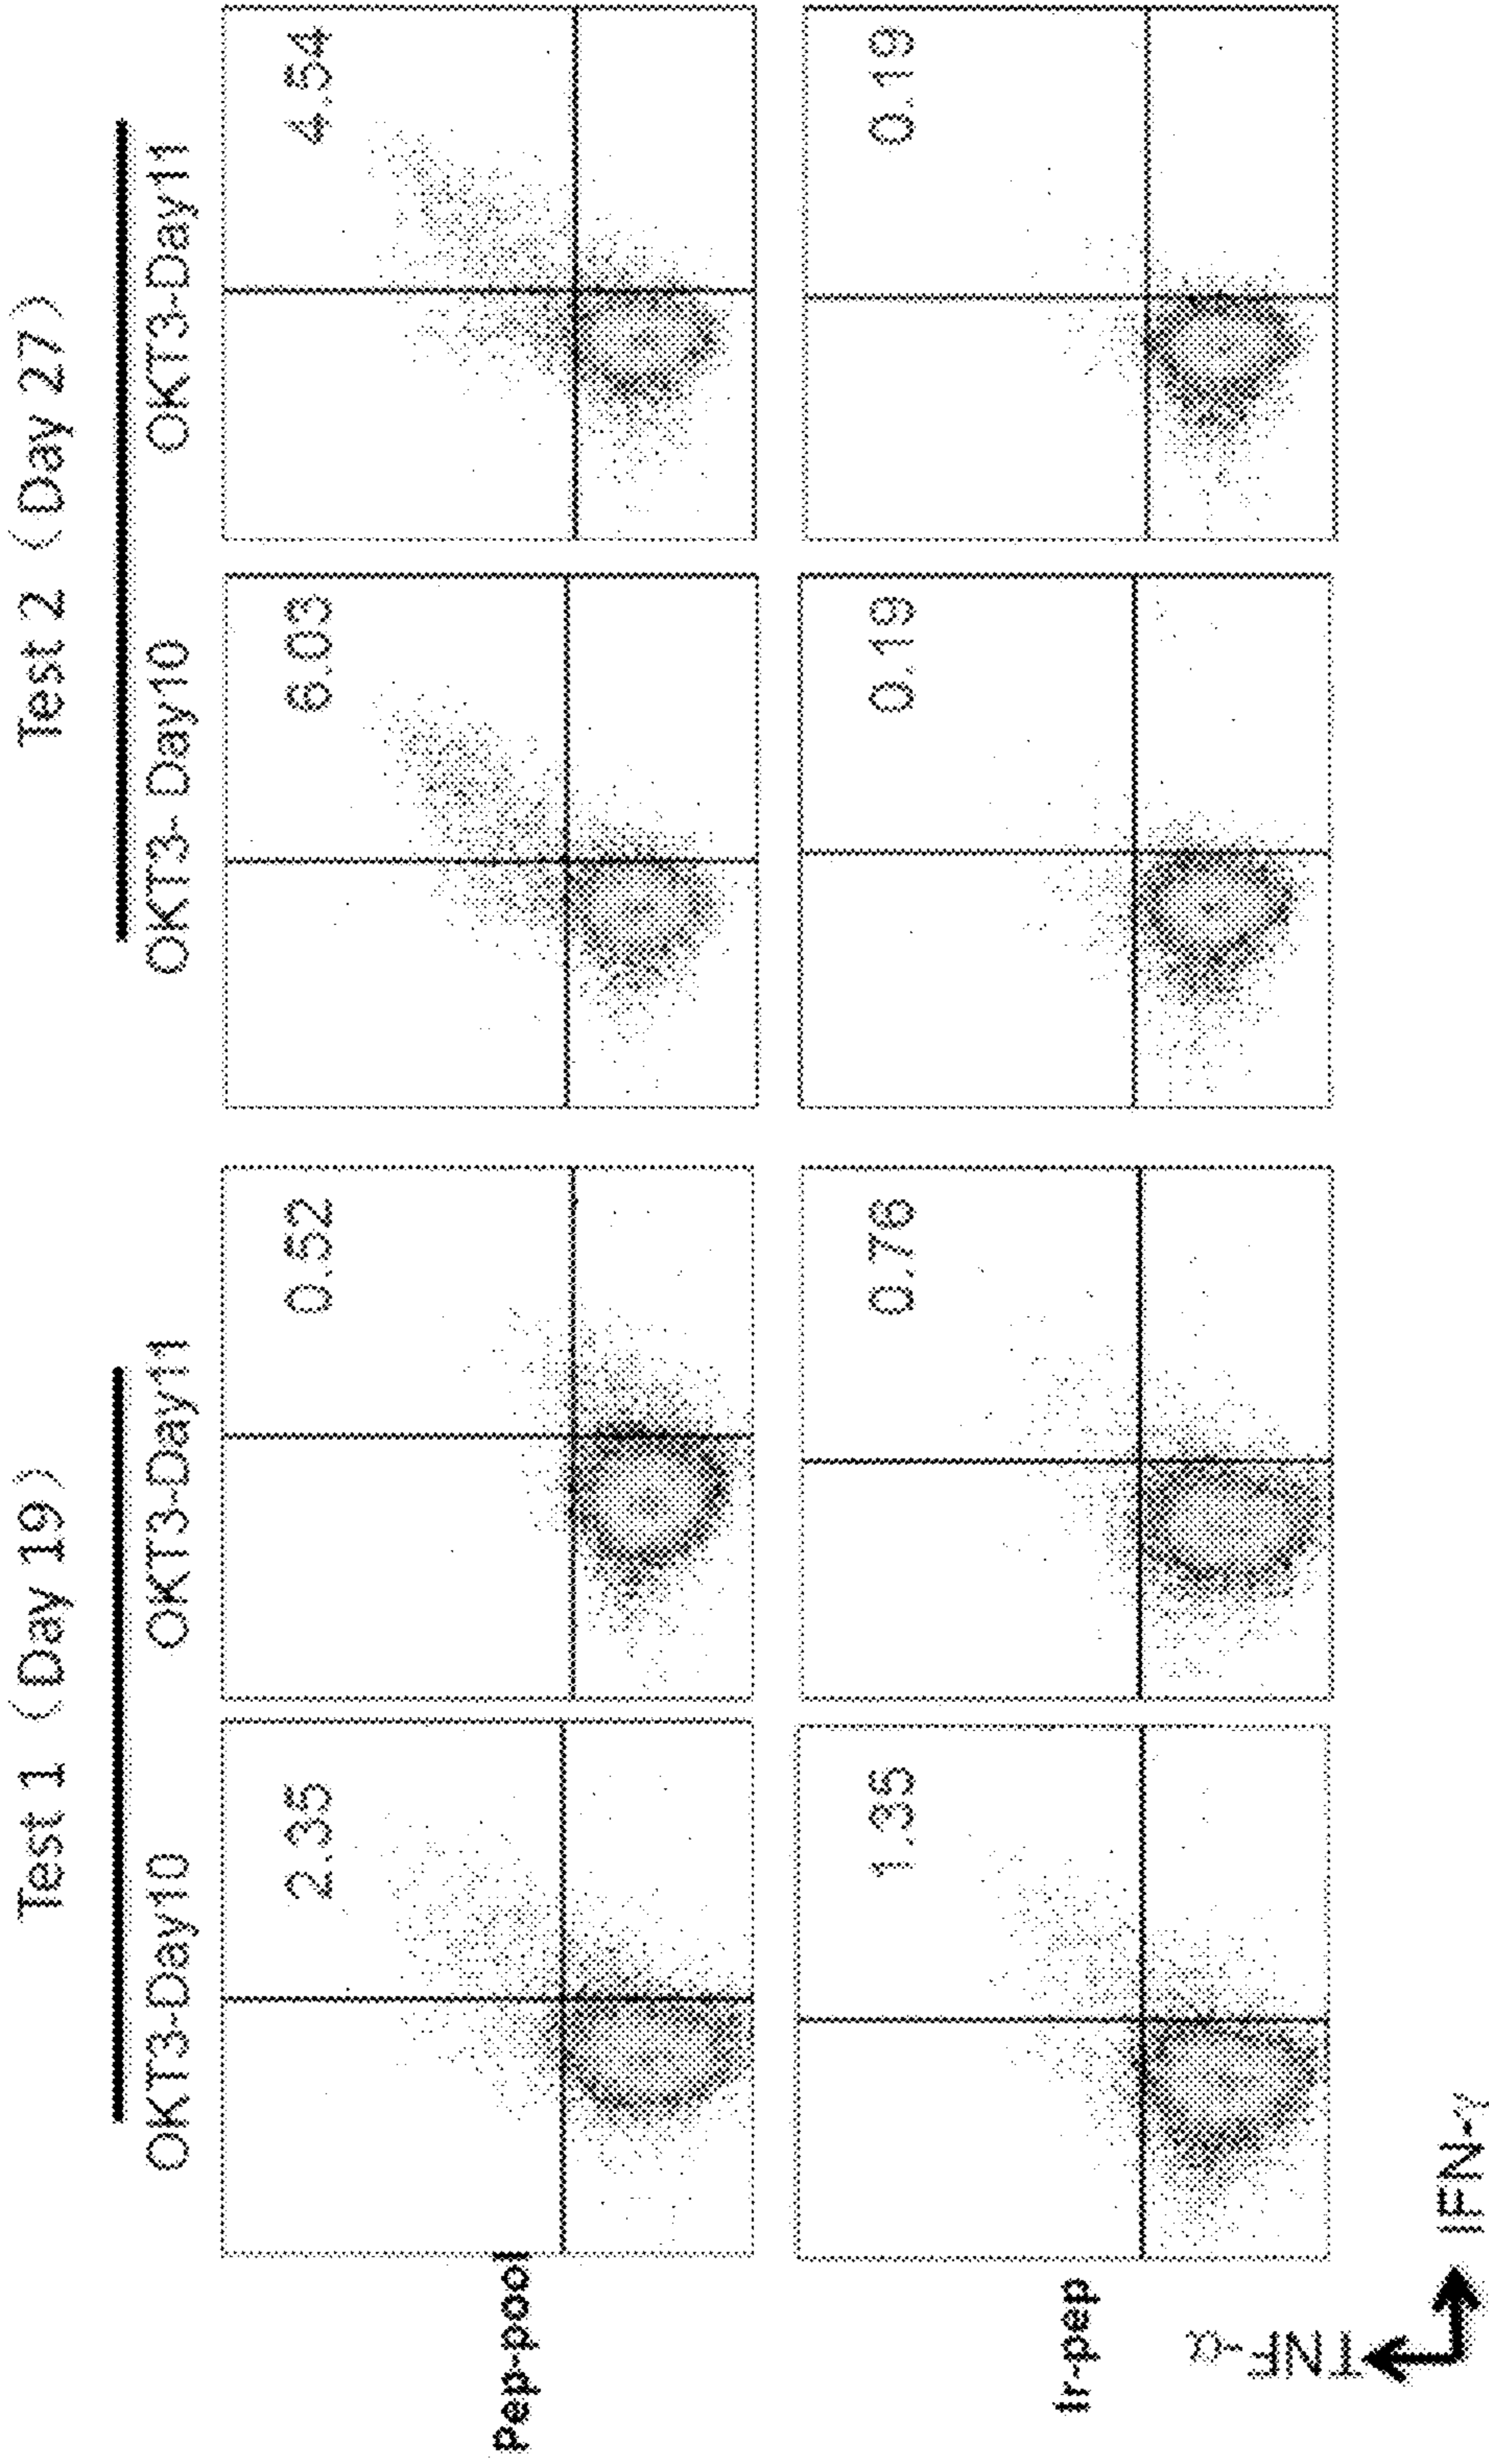 Test 1 (Day 19)
Test 2 (Day 27)
OKT3-Day10
OKT3-Day11
OKT3- Day10
OKT3-Day11
Pep-pool
2.35
0.52
6.03
4.54
Ir-pep
1.35
0.76
0.19
0.19
TNF-α
IFN-γ